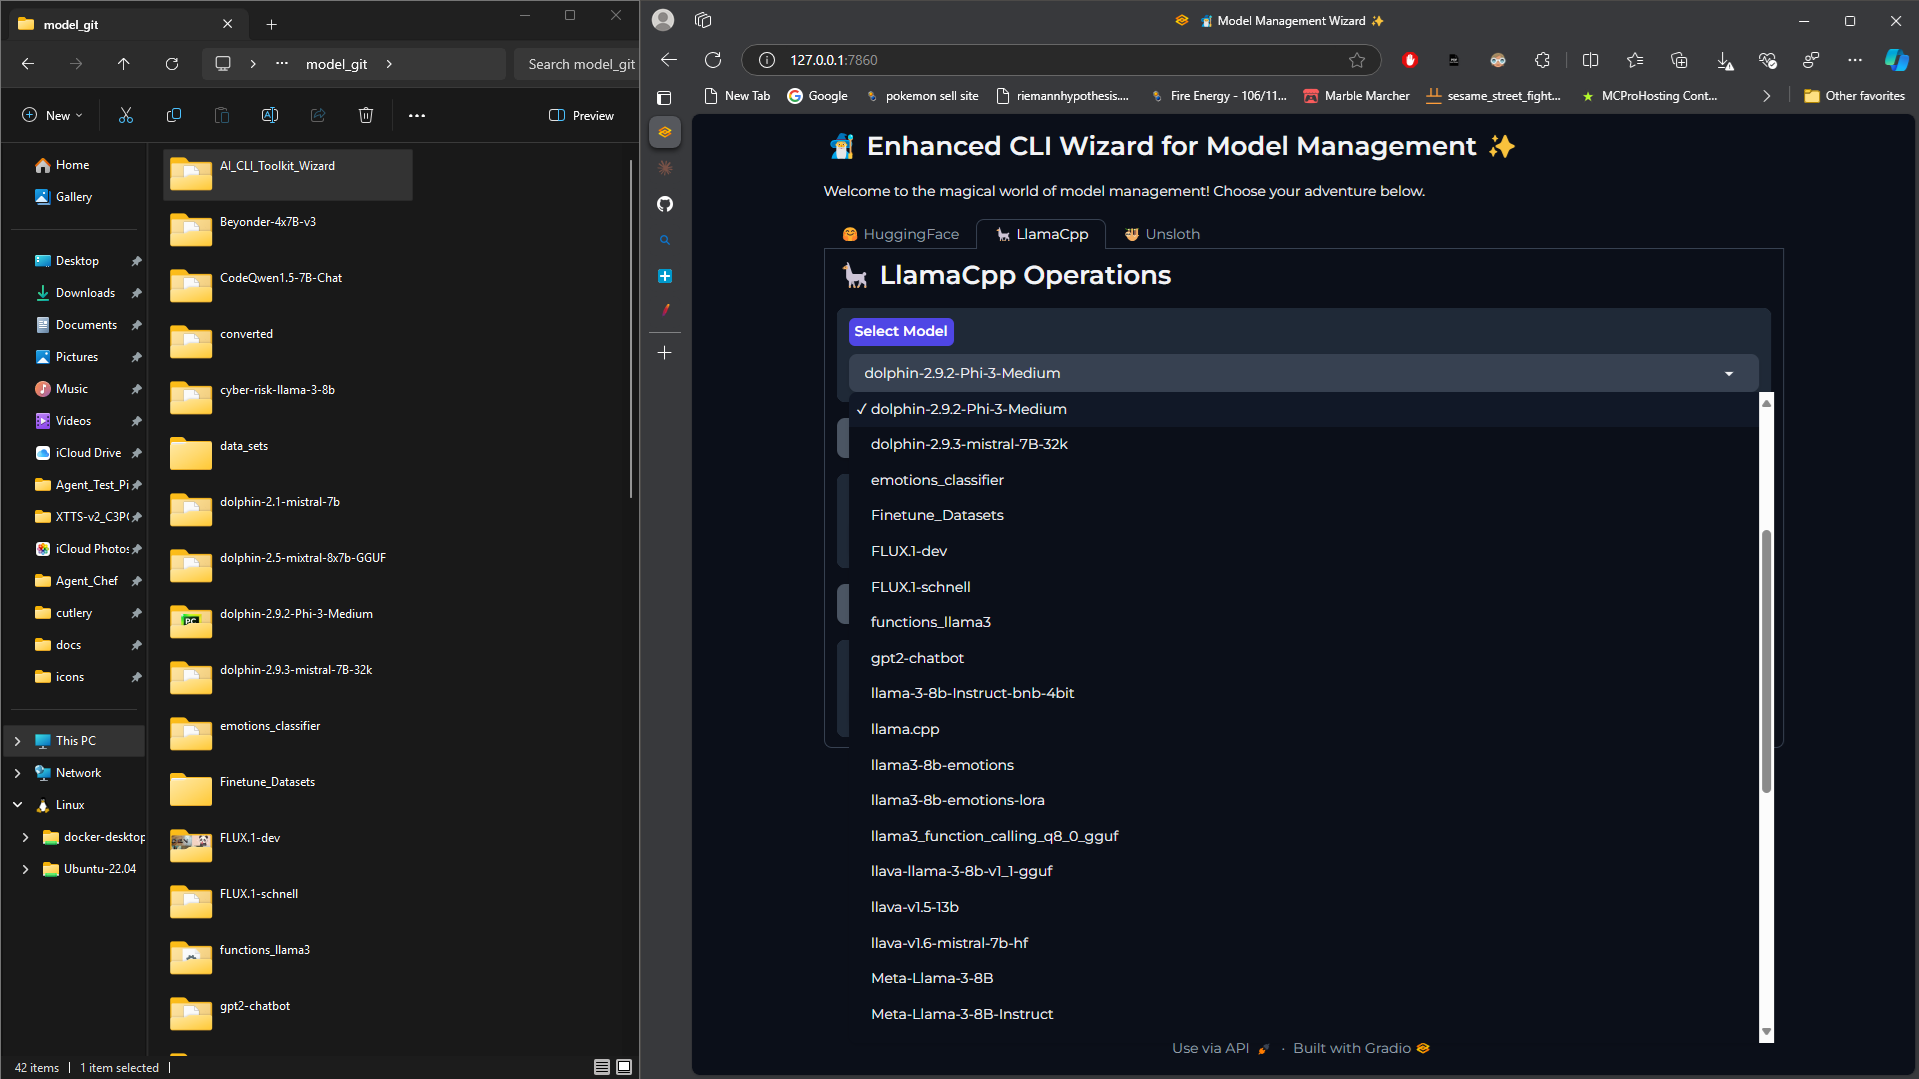 model_git
model_git
Search model_git
New
Preview
Home
Gallery
Desktop
Downloads
Documents
Pictures
Music
Videos
iCloud Drive
Agent_Test_Pi
XTTS-v2_C3P
iCloud Photos
Agent_Chef
cutlery
docs
icons
This PC
Network
Linux
docker-desktop
Ubuntu-22.04
AI_CLI_Toolkit_Wizard
Beyonder-4x7B-v3
CodeQwen1.5-7B-Chat
converted
cyber-risk-llama-3-8b
data_sets
dolphin-2.1-mistral-7b
dolphin-2.5-mixtral-8x7b-GGUF
PC
dolphin-2.9.2-Phi-3-Medium
dolphin-2.9.3-mistral-7B-32k
emotions_classifier
Finetune_Datasets
FLUX.1-dev
FLUX.1-schnell
functions_llama3
gpt2-chatbot
42 items
1 item selected
Model Management Wizard
127.0.0.1:7860
New Tab
Google
pokemon sell site
riemannhypothesis....
Fire Energy - 106/11...
Marble Marcher
sesame_street_fight...
MCProHosting Cont...
Other favorites
Enhanced CLI Wizard for Model Management
Welcome to the magical world of model management! Choose your adventure below.
HuggingFace
LlamaCpp
Unsloth
LlamaCpp Operations
Select Model
dolphin-2.9.2-Phi-3-Medium
✓ dolphin-2.9.2-Phi-3-Medium
dolphin-2.9.3-mistral-7B-32k
emotions_classifier
Finetune_Datasets
FLUX.1-dev
FLUX.1-schnell
functions_llama3
gpt2-chatbot
llama-3-8b-Instruct-bnb-4bit
llama.cpp
llama3-8b-emotions
llama3-8b-emotions-lora
llama3_function_calling_q8_0_gguf
llava-llama-3-8b-v1_1-gguf
llava-v1.5-13b
llava-v1.6-mistral-7b-hf
Meta-Llama-3-8B
Meta-Llama-3-8B-Instruct
Use via API · Built with Gradio